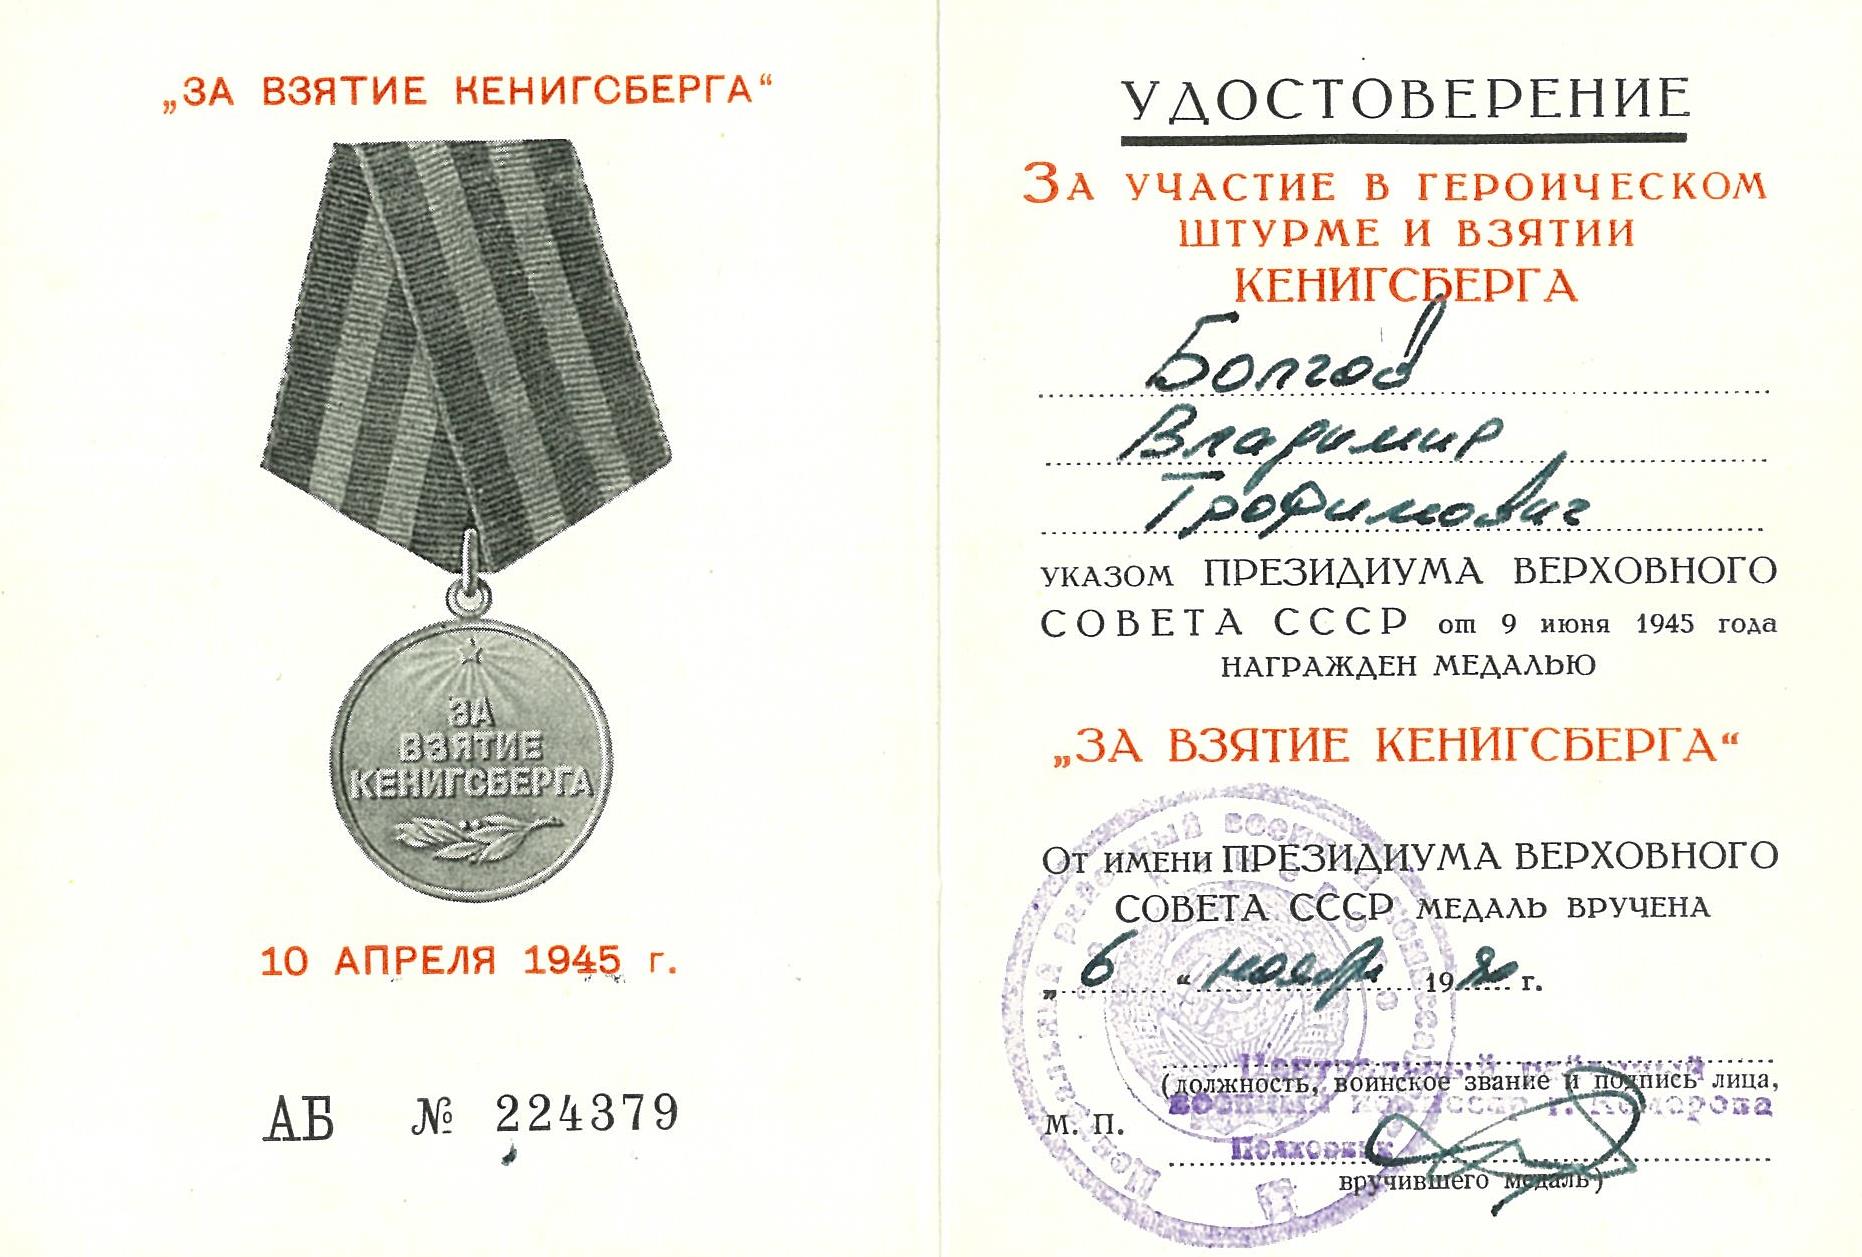 „ЗА ВЗЯТИЕ КЕНИГСБЕРГА“
ЗА
ВЗЯТИЕ
КЕНИГСБЕРГА
10 АПРЕЛЯ 1945 г.
АБ № 224379
УДОСТОВЕРЕНИЕ
ЗА УЧАСТИЕ В ГЕРОИЧЕСКОМ
ШТУРМЕ И ВЗЯТИИ
КЕНИГСБЕРГА
Болгов
Владимир
Трофимович
УКАЗОМ ПРЕЗИДИУМА ВЕРХОВНОГО
СОВЕТА СССР от 9 июня 1945 года
НАГРАЖДЕН МЕДАЛЬЮ
„ЗА ВЗЯТИЕ КЕНИГСБЕРГА“
ОТ ИМЕНИ ПРЕЗИДИУМА ВЕРХОВНОГО
СОВЕТА СССР МЕДАЛЬ ВРУЧЕНА
„6“ ноября 19 г.
(должность, воинское звание и подпись лица,
М. П.
Полковник
вручившего медаль)